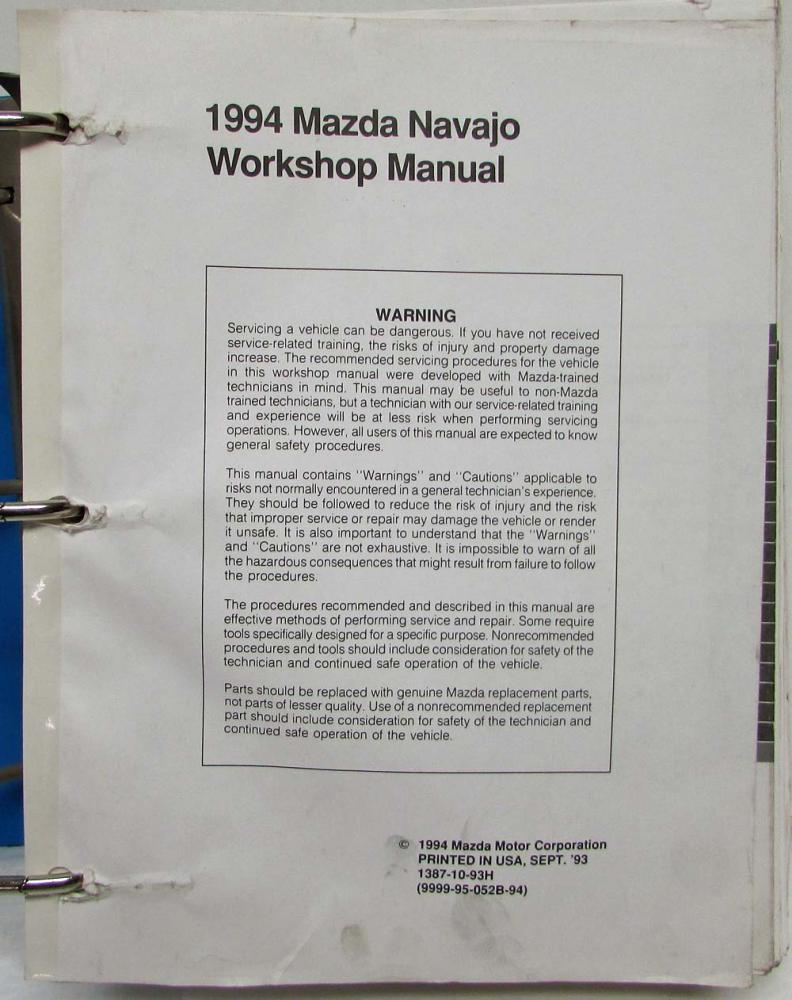 1994 Mazda Navajo
Workshop Manual
WARNING
Servicing a vehicle can be dangerous. If you have not received
service-related training, the risks of injury and property damage
increase. The recommended servicing procedures for the vehicle
in this workshop manual were developed with Mazda-trained
technicians in mind. This manual may be useful to non-Mazda
trained technicians, but a technician with our service-related training
and experience will be at less risk when performing servicing
operations. However, all users of this manual are expected to know
general safety procedures.
This manual contains "Warnings" and "Cautions" applicable to
risks not normally encountered in a general technician's experience.
They should be followed to reduce the risk of injury and the risk
that improper service or repair may damage the vehicle or render
it unsafe. It is also important to understand that the "Warnings"
and "Cautions" are not exhaustive. It is impossible to warn of all
the hazardous consequences that might result from failure to follow
the procedures.
The procedures recommended and described in this manual are
effective methods of performing service and repair. Some require
tools specifically designed for a specific purpose. Nonrecommended
procedures and tools should include consideration for safety of the
technician and continued safe operation of the vehicle.
Parts should be replaced with genuine Mazda replacement parts,
not parts of lesser quality. Use of a nonrecommended replacement
part should include consideration for safety of the technician and
continued safe operation of the vehicle.
© 1994 Mazda Motor Corporation
PRINTED IN USA, SEPT. '93
1387-10-93H
(9999-95-052B-94)